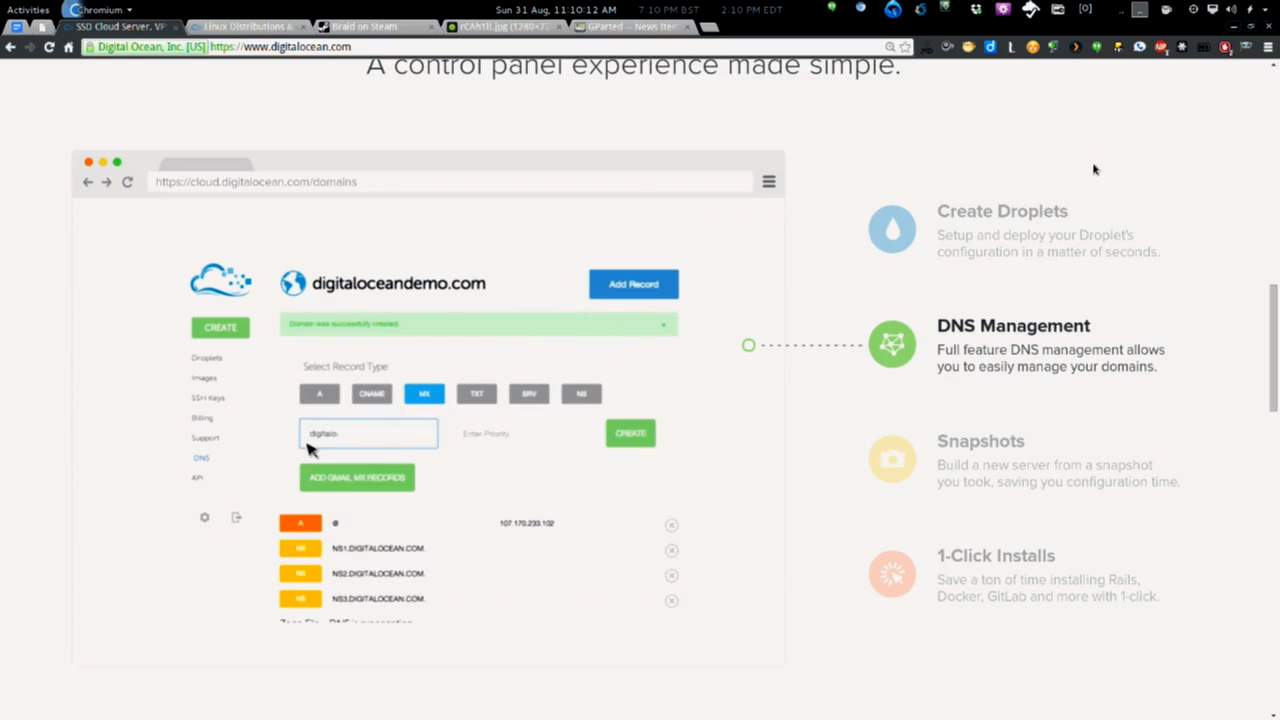 Activities
Chromium
Sun 31 Aug, 11:10:12 AM
7:10 PM BST
2:10 PM EDT
SSD Cloud Server, VP
Linux Distributions &
Braid on Steam
rCAh1Il.jpg (1280×72
GParted -- News Item
Digital Ocean, Inc. [US]
https://www.digitalocean.com
A control panel experience made simple.
https://cloud.digitalocean.com/domains
digitaloceandemo.com
Add Record
CREATE
Domain was successfully created.
Droplets
Images
SSH Keys
Billing
Support
DNS
API
Select Record Type
A
CNAME
MX
TXT
SRV
NS
digitalo
Enter Priority
CREATE
ADD GMAIL MX RECORDS
A
@
107.170.233.102
NS
NS1.DIGITALOCEAN.COM.
NS
NS2.DIGITALOCEAN.COM.
NS
NS3.DIGITALOCEAN.COM.
Create Droplets
Setup and deploy your Droplet's
configuration in a matter of seconds.
DNS Management
Full feature DNS management allows
you to easily manage your domains.
Snapshots
Build a new server from a snapshot
you took, saving you configuration time.
1-Click Installs
Save a ton of time installing Rails,
Docker, GitLab and more with 1-click.